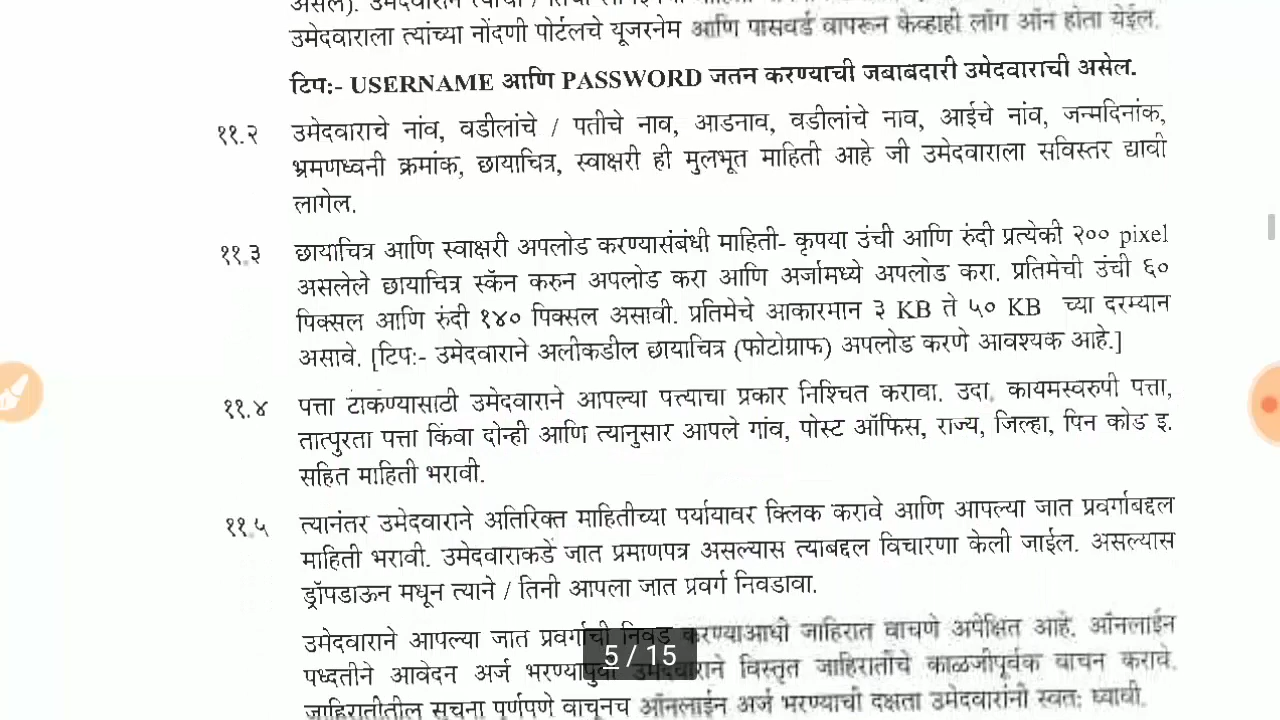 उमेदवाराला त्यांच्या नोंदणी पोर्टलचे यूजरनेम आणि पासवर्ड वापरून केव्हाही लॉग ऑन होता येईल.
टिपः- USERNAME आणि PASSWORD जतन करण्याची जबाबदारी उमेदवाराची असेल.
११.२ उमेदवाराचे नांव, वडीलांचे / पतीचे नाव, आडनाव, वडीलांचे नाव, आईचे नांव, जन्मदिनांक,
भ्रमणध्वनी क्रमांक, छायाचित्र, स्वाक्षरी ही मुलभूत माहिती आहे जी उमेदवाराला सविस्तर द्यावी
लागेल.
११.३ छायाचित्र आणि स्वाक्षरी अपलोड करण्यासंबंधी माहिती- कृपया उंची आणि रुंदी प्रत्येकी २०० pixel
असलेले छायाचित्र स्कॅन करुन अपलोड करा आणि अर्जामध्ये अपलोड करा. प्रतिमेची उंची ६०
पिक्सल आणि रुंदी १४० पिक्सल असावी. प्रतिमेचे आकारमान ३ KB ते ५० KB च्या दरम्यान
असावे. [टिपः- उमेदवाराने अलीकडील छायाचित्र (फोटोग्राफ) अपलोड करणे आवश्यक आहे.]
११.४ पत्ता टाकण्यासाठी उमेदवाराने आपल्या पत्त्याचा प्रकार निश्चित करावा. उदा. कायमस्वरुपी पत्ता,
तात्पुरता पत्ता किंवा दोन्ही आणि त्यानुसार आपले गांव, पोस्ट ऑफिस, राज्य, जिल्हा, पिन कोड इ.
सहित माहिती भरावी.
११.५ त्यानंतर उमेदवाराने अतिरिक्त माहितीच्या पर्यायावर क्लिक करावे आणि आपल्या जात प्रवर्गाबद्दल
माहिती भरावी. उमेदवाराकडे जात प्रमाणपत्र असल्यास त्याबद्दल विचारणा केली जाईल. असल्यास
ड्रॉपडाऊन मधून त्याने / तिनी आपला जात प्रवर्ग निवडावा.
उमेदवाराने आपल्या जात प्रवर्गाची निवड करण्याआधी जाहिरात वाचणे अपेक्षित आहे. ऑनलाईन
पध्दतीने आवेदन अर्ज भरण्यापुर्वी उमेदवाराने विस्तृत जाहिरातीचे काळजीपूर्वक वाचन करावे.
जाहिरातीतील सुचना पुर्णपणे वाचूनच ऑनलाईन अर्ज भरण्याची दक्षता उमेदवारांनी स्वतः घ्यावी.
5 / 15